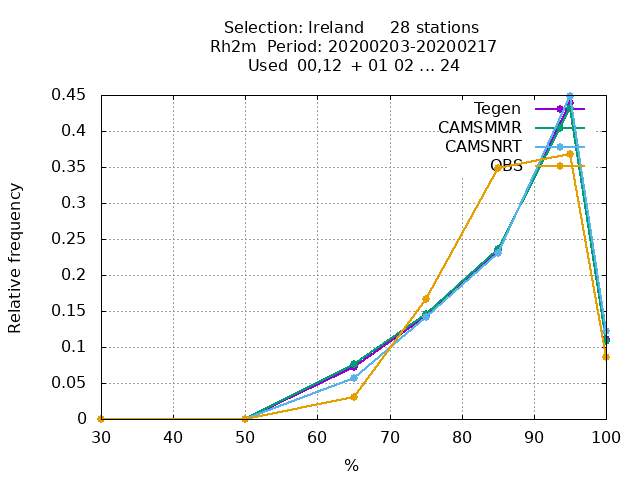 Selection: Ireland 28 stations
Rh2m Period: 20200203-20200217
Used 00,12 + 01 02 ... 24
Relative frequency
0.45
0.4
0.35
0.3
0.25
0.2
0.15
0.1
0.05
0
Tegen
CAMSMMR
CAMSNRT
OBS
30 40 50 60 70 80 90 100
%